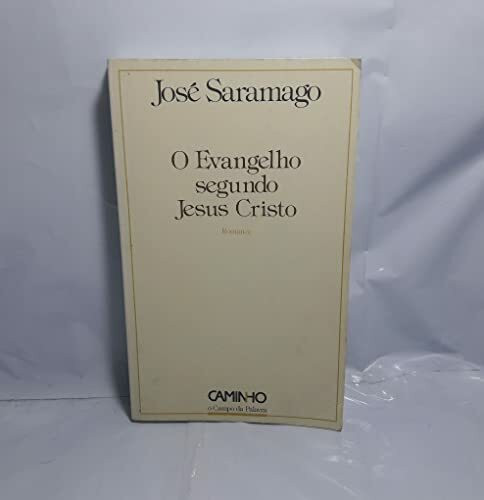 José Saramago
O Evangelho
segundo
Jesus Cristo
Romance
CAMINHO
o Campo da Palavra